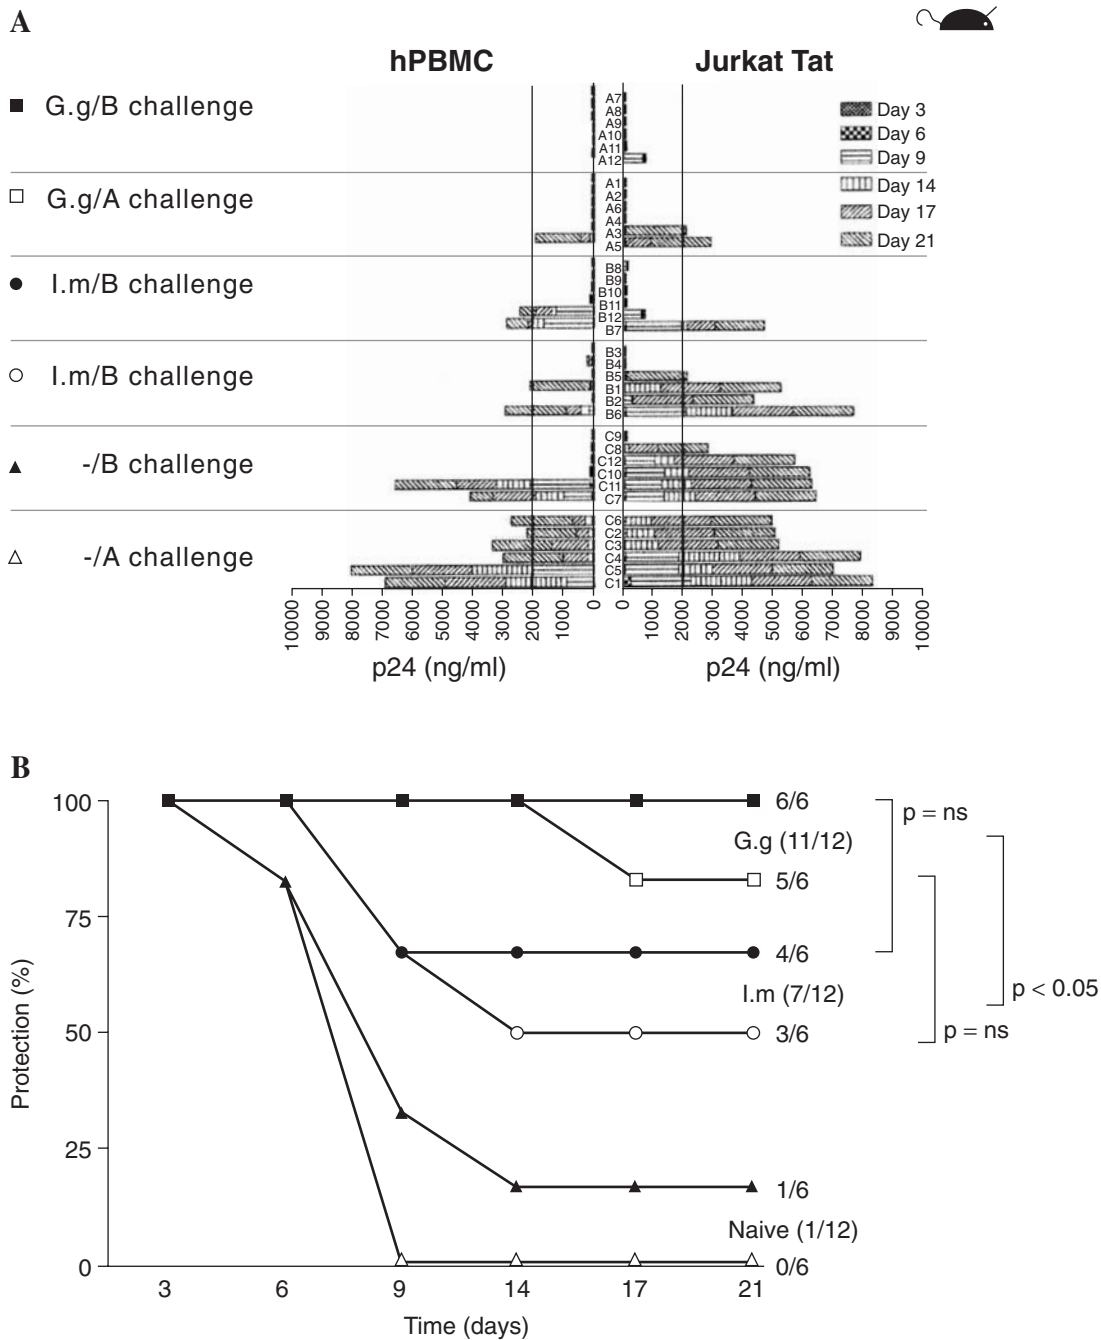 A
hPBMC
Jurkat Tat
G.g/B challenge
G.g/A challenge
I.m/B challenge
I.m/B challenge
-/B challenge
-/A challenge
A7
A8
A9
A10
A11
A12
A1
A2
A6
A4
A3
A5
B8
B9
B10
B11
B12
B7
B3
B4
B5
B1
B2
B6
C9
C8
C12
C10
C11
C7
C6
C2
C3
C4
C5
C1
Day 3
Day 6
Day 9
Day 14
Day 17
Day 21
10000 9000 8000 7000 6000 5000 4000 3000 2000 1000 0
0 1000 2000 3000 4000 5000 6000 7000 8000 9000 10000
p24 (ng/ml)
p24 (ng/ml)
B
Protection (%)
100
75
50
25
0
6/6
G.g (11/12)
5/6
4/6
I.m (7/12)
3/6
1/6
Naive (1/12)
0/6
p = ns
p < 0.05
p = ns
3 6 9 14 17 21
Time (days)